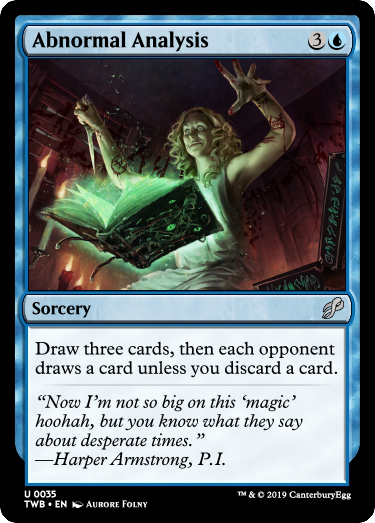 Abnormal Analysis 3
Sorcery
Draw three cards, then each opponent
draws a card unless you discard a card.
“Now I’m not so big on this ‘magic’
hoohah, but you know what they say
about desperate times.”
—Harper Armstrong, P.I.
U 0035
TWB • EN Aurore Folny
™ & © 2019 CanterburyEgg